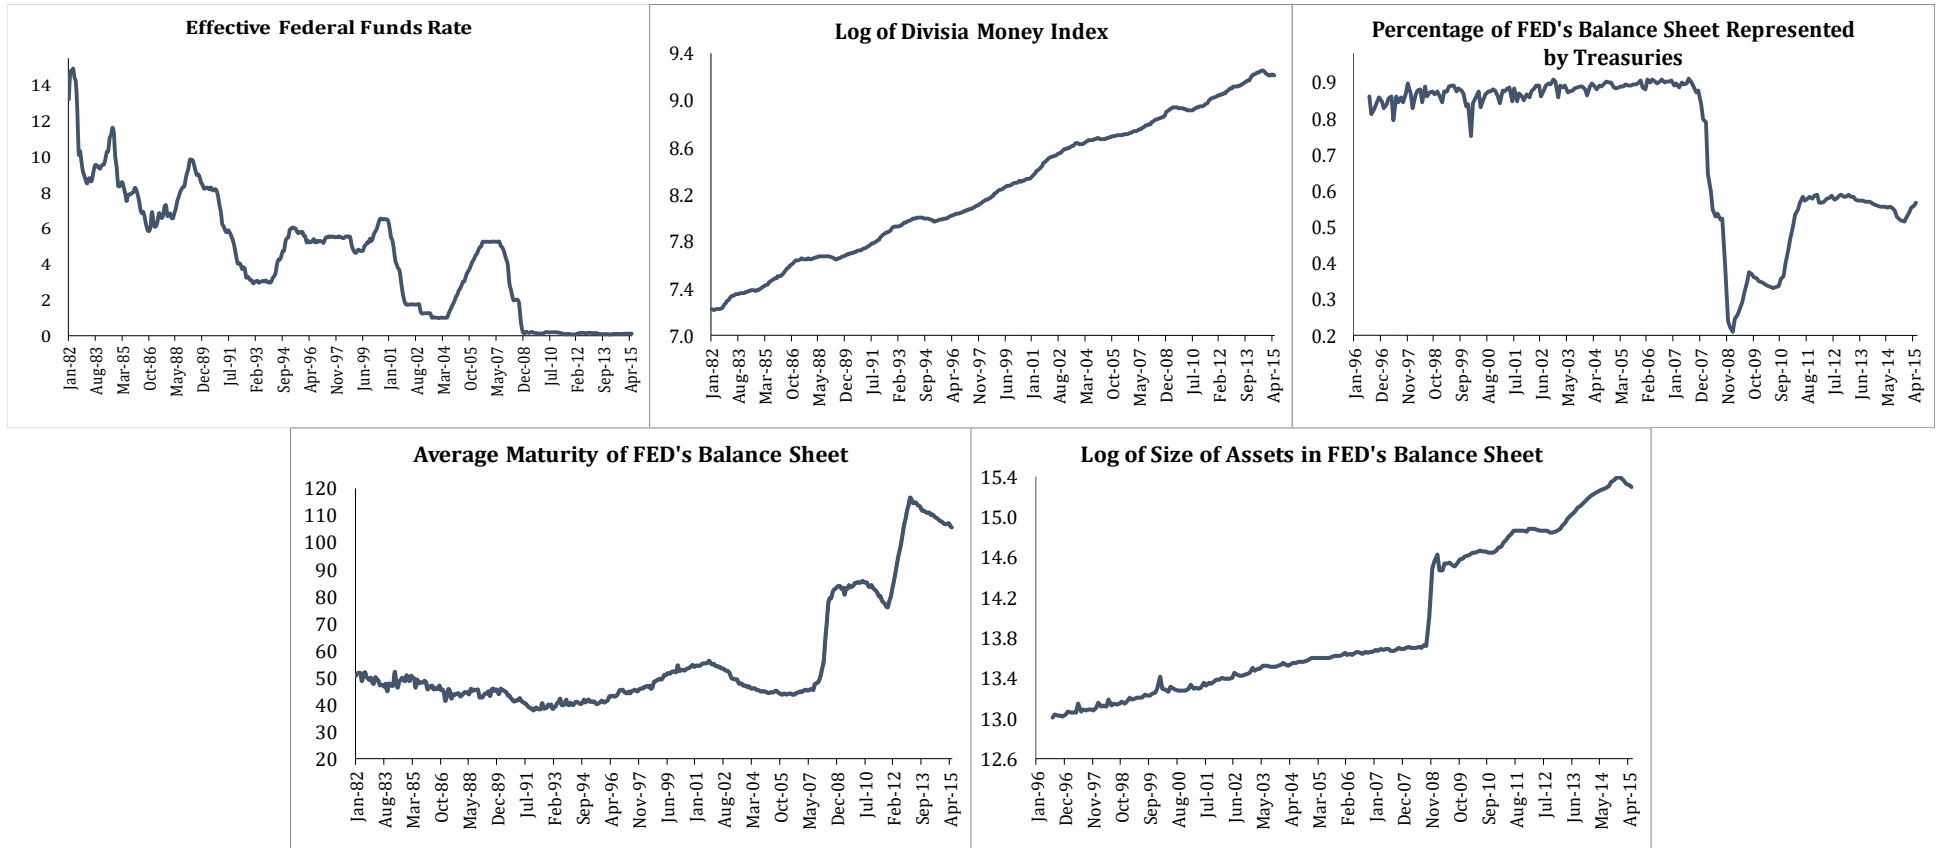 Effective Federal Funds Rate
14
12
10
8
6
4
2
0
Jan-82
Aug-83
Mar-85
Oct-86
May-88
Dec-89
Jul-91
Feb-93
Sep-94
Apr-96
Nov-97
Jun-99
Jan-01
Aug-02
Mar-04
Oct-05
May-07
Dec-08
Jul-10
Feb-12
Sep-13
Apr-15
Log of Divisia Money Index
9.4
9.0
8.6
8.2
7.8
7.4
7.0
Jan-82
Aug-83
Mar-85
Oct-86
May-88
Dec-89
Jul-91
Feb-93
Sep-94
Apr-96
Nov-97
Jun-99
Jan-01
Aug-02
Mar-04
Oct-05
May-07
Dec-08
Jul-10
Feb-12
Sep-13
Apr-15
Percentage of FED's Balance Sheet Represented
by Treasuries
0.9
0.8
0.7
0.6
0.5
0.4
0.3
0.2
Jan-96
Dec-96
Nov-97
Oct-98
Sep-99
Aug-00
Jul-01
Jun-02
May-03
Apr-04
Mar-05
Feb-06
Jan-07
Dec-07
Nov-08
Oct-09
Sep-10
Aug-11
Jul-12
Jun-13
May-14
Apr-15
Average Maturity of FED's Balance Sheet
120
110
100
90
80
70
60
50
40
30
20
Jan-82
Aug-83
Mar-85
Oct-86
May-88
Dec-89
Jul-91
Feb-93
Sep-94
Apr-96
Nov-97
Jun-99
Jan-01
Aug-02
Mar-04
Oct-05
May-07
Dec-08
Jul-10
Feb-12
Sep-13
Apr-15
Log of Size of Assets in FED's Balance Sheet
15.4
15.0
14.6
14.2
13.8
13.4
13.0
12.6
Jan-96
Dec-96
Nov-97
Oct-98
Sep-99
Aug-00
Jul-01
Jun-02
May-03
Apr-04
Mar-05
Feb-06
Jan-07
Dec-07
Nov-08
Oct-09
Sep-10
Aug-11
Jul-12
Jun-13
May-14
Apr-15